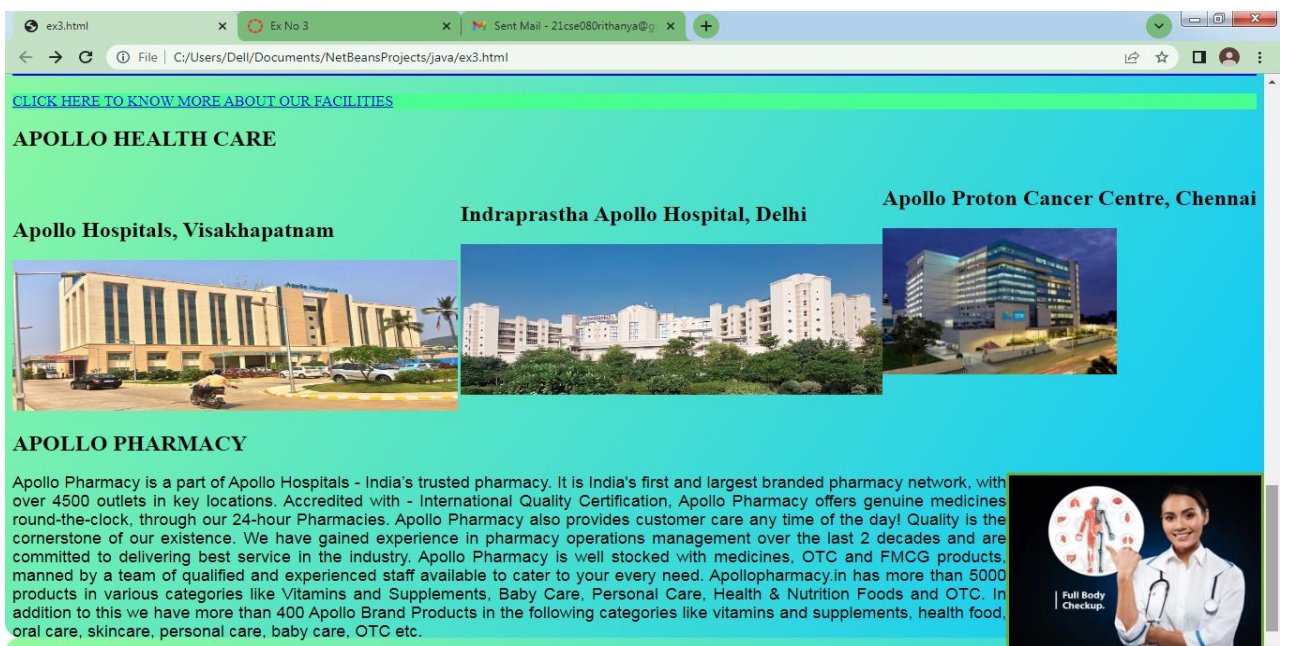 ex3.html
Ex No 3
Sent Mail - 21cse080rithanya@g
File | C:/Users/Dell/Documents/NetBeansProjects/java/ex3.html
CLICK HERE TO KNOW MORE ABOUT OUR FACILITIES
APOLLO HEALTH CARE
Apollo Hospitals, Visakhapatnam
Indraprastha Apollo Hospital, Delhi
Apollo Proton Cancer Centre, Chennai
Apollo Hospitals
APOLLO PHARMACY
Apollo Pharmacy is a part of Apollo Hospitals - India's trusted pharmacy. It is India's first and largest branded pharmacy network, with
over 4500 outlets in key locations. Accredited with - International Quality Certification, Apollo Pharmacy offers genuine medicines
round-the-clock, through our 24-hour Pharmacies. Apollo Pharmacy also provides customer care any time of the day! Quality is the
cornerstone of our existence. We have gained experience in pharmacy operations management over the last 2 decades and are
committed to delivering best service in the industry. Apollo Pharmacy is well stocked with medicines, OTC and FMCG products,
manned by a team of qualified and experienced staff available to cater to your every need. Apollopharmacy.in has more than 5000
products in various categories like Vitamins and Supplements, Baby Care, Personal Care, Health & Nutrition Foods and OTC. In
addition to this we have more than 400 Apollo Brand Products in the following categories like vitamins and supplements, health food,
oral care, skincare, personal care, baby care, OTC etc.
Full Body
Checkup.